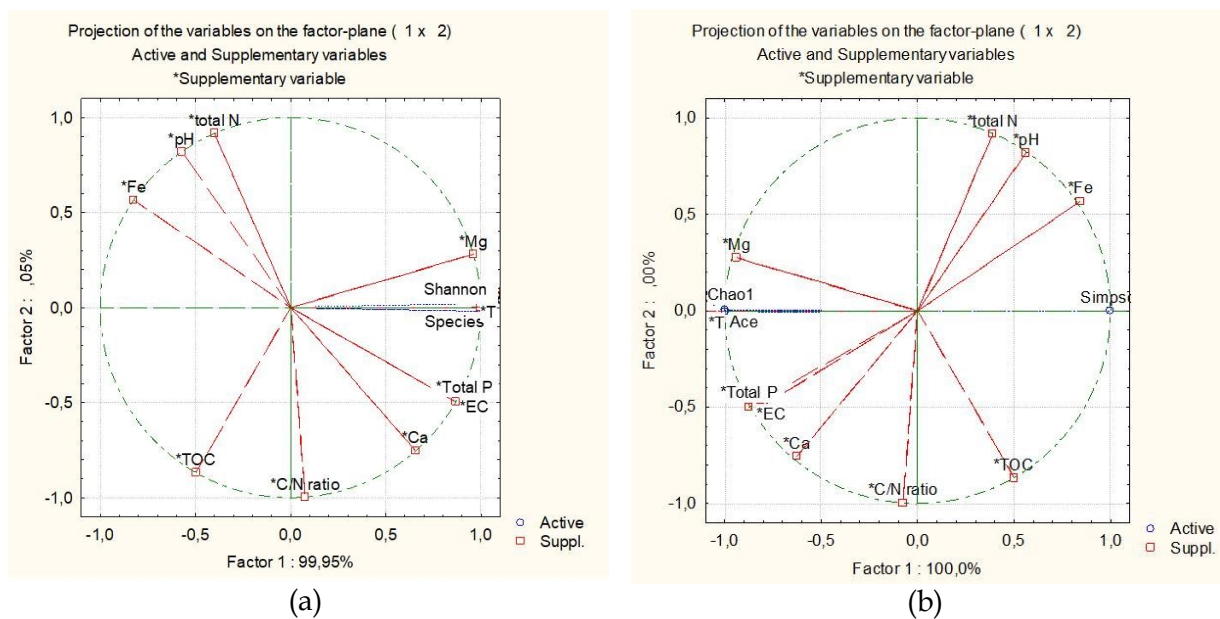 Projection of the variables on the factor-plane ( 1 x 2)
Active and Supplementary variables
*Supplementary variable
1,0
0,5
0,0
-0,5
-1,0
Factor 2 : ,05%
*total N
*pH
*Fe
*Mg
Shannon
*T
Species
*Total P
*EC
*Ca
*TOC
*C/N ratio
-1,0 -0,5 0,0 0,5 1,0
Factor 1 : 99,95%
Active
Suppl.
(a)
Projection of the variables on the factor-plane ( 1 x 2)
Active and Supplementary variables
*Supplementary variable
1,0
0,5
0,0
-0,5
-1,0
Factor 2 : ,00%
*total N
*pH
*Fe
*Mg
*Chao1
*T Ace
*Total P
*EC
*Ca
*TOC
*C/N ratio
-1,0 -0,5 0,0 0,5 1,0
Factor 1 : 100,0%
Active
Suppl.
(b)